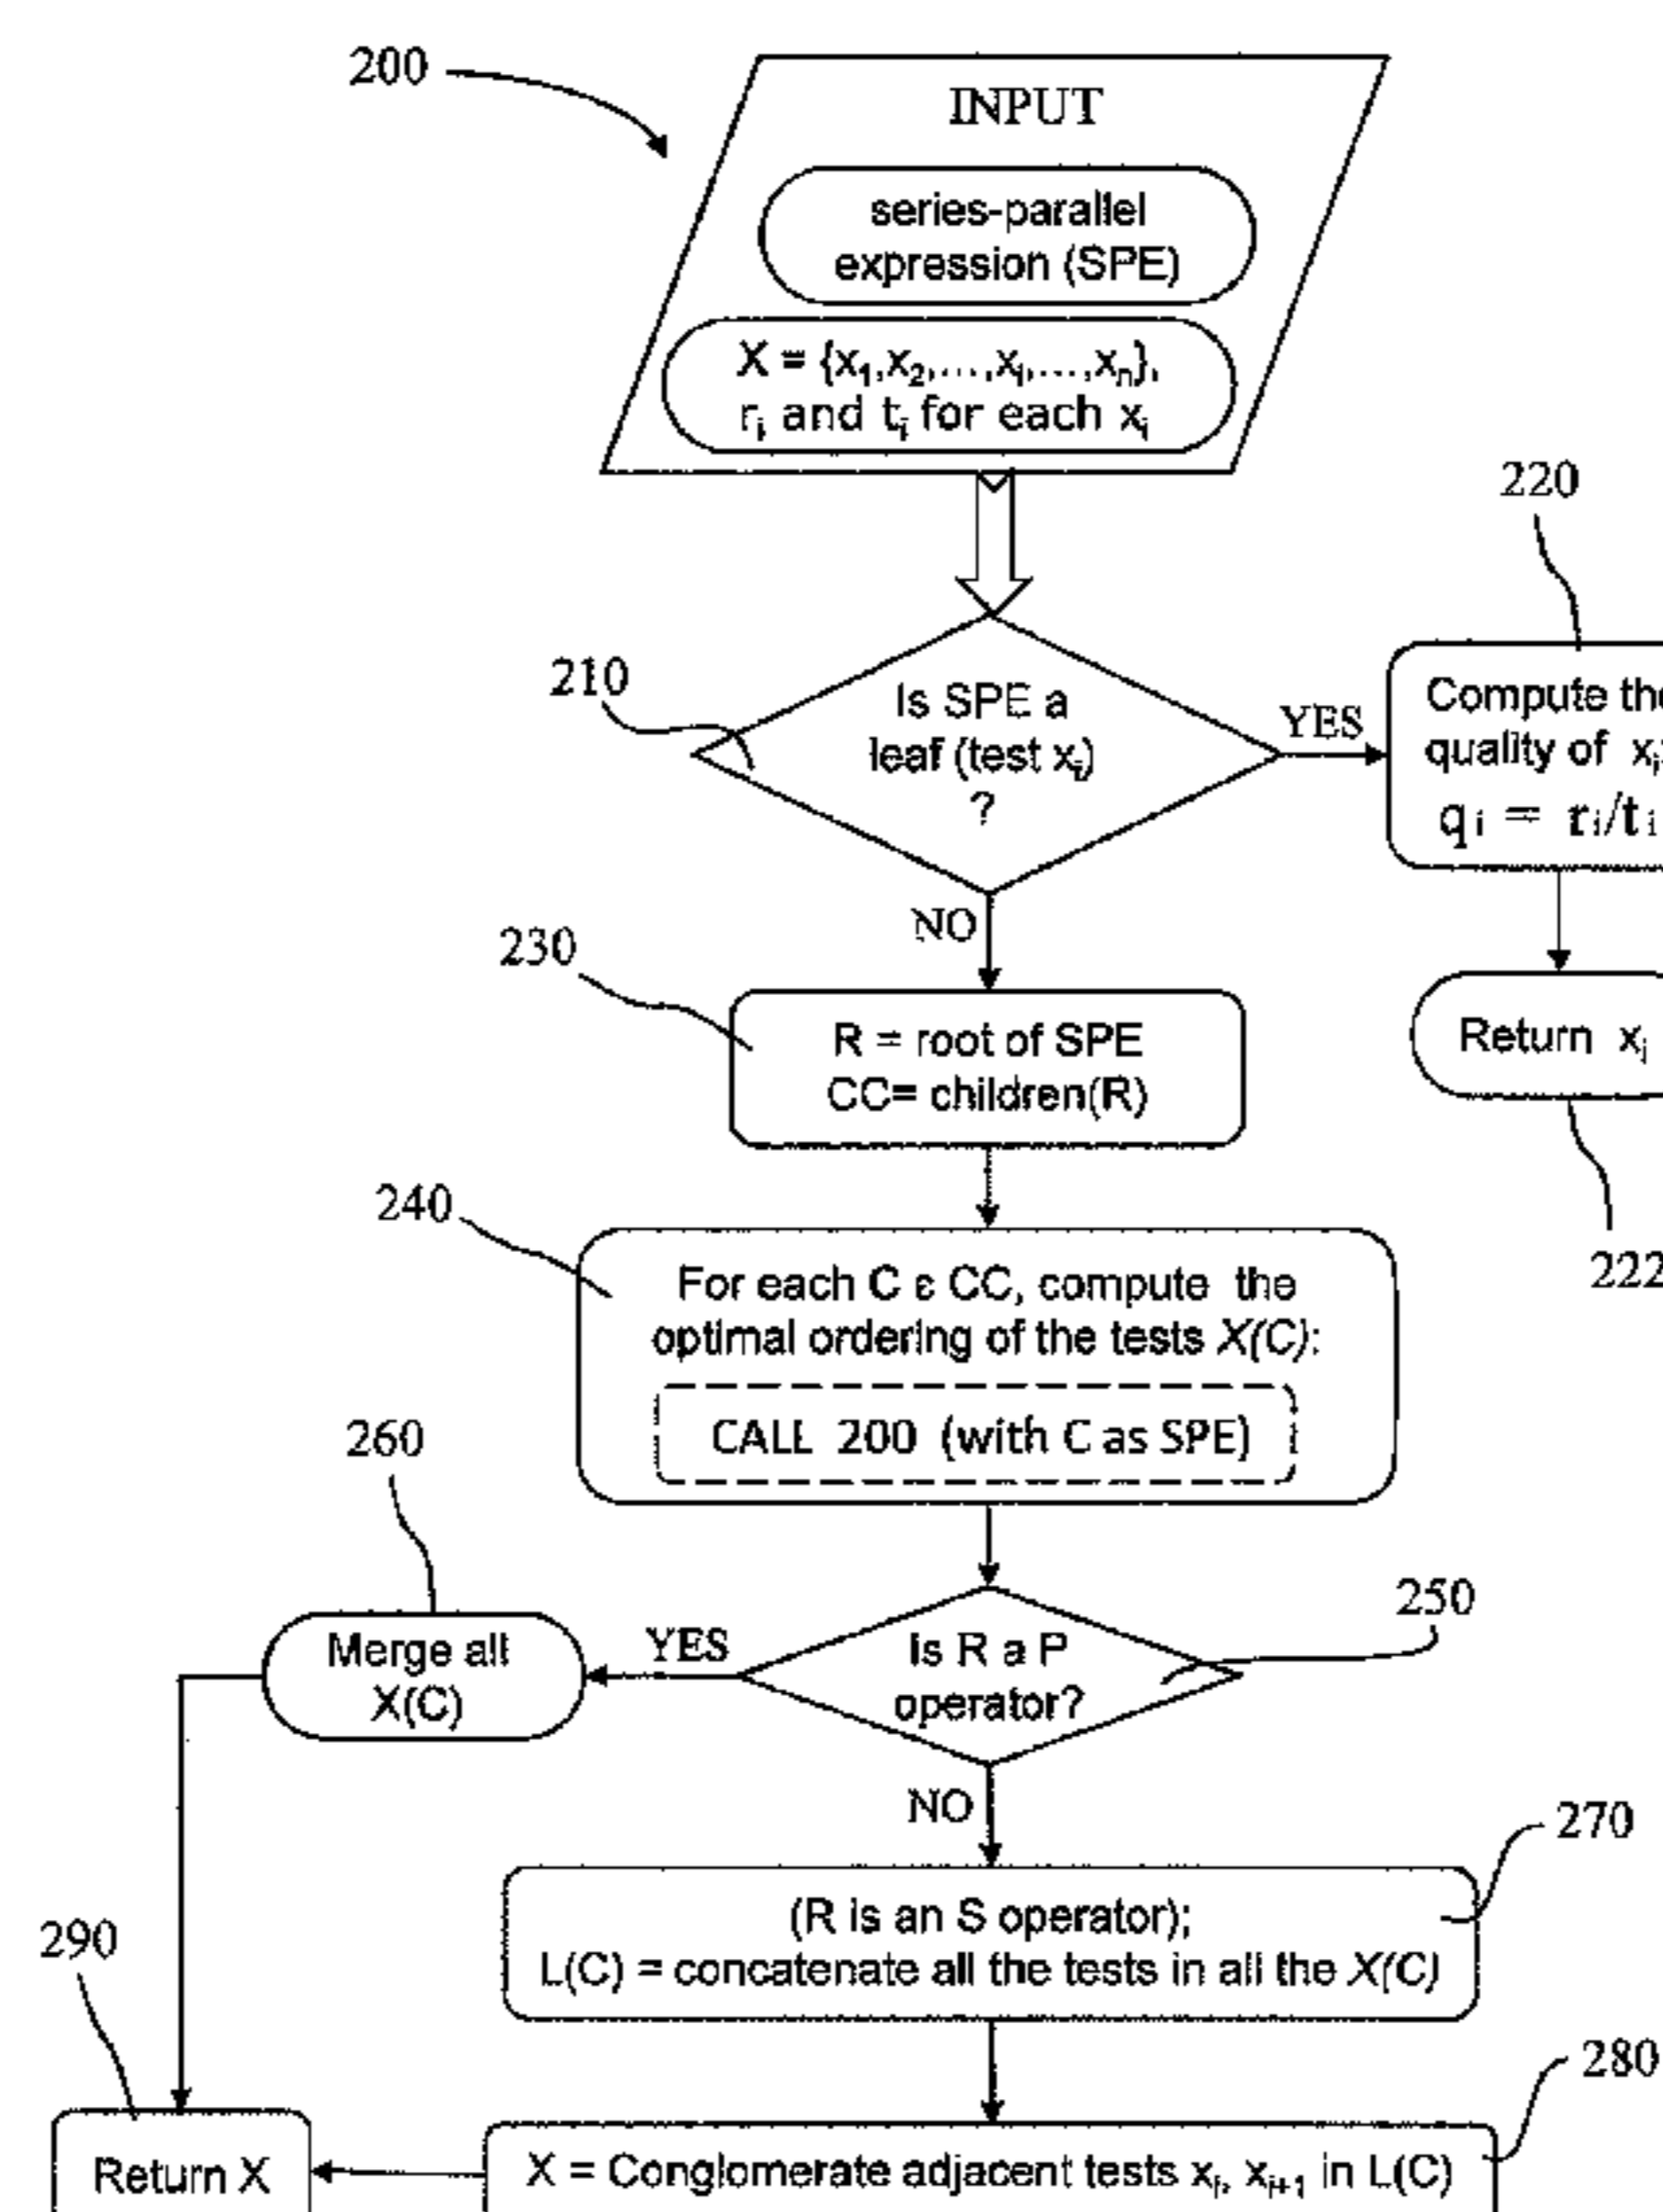 200
INPUT
series-parallel
expression (SPE)
X = {x₁,x₂,...,xᵢ,...,xₙ},
rᵢ and tᵢ for each xᵢ
220
210
Is SPE a
leaf (test xᵢ)
?
YES
Compute the
quality of xᵢ:
qᵢ = rᵢ/tᵢ
NO
230
R = root of SPE
CC= children(R)
Return xᵢ
222
240
For each C ε CC, compute the
optimal ordering of the tests X(C):
CALL 200 (with C as SPE)
260
250
Merge all
X(C)
YES
Is R a P
operator?
NO
270
(R is an S operator);
L(C) = concatenate all the tests in all the X(C)
290
280
Return X
X = Conglomerate adjacent tests xᵢ, xᵢ₊₁ in L(C)